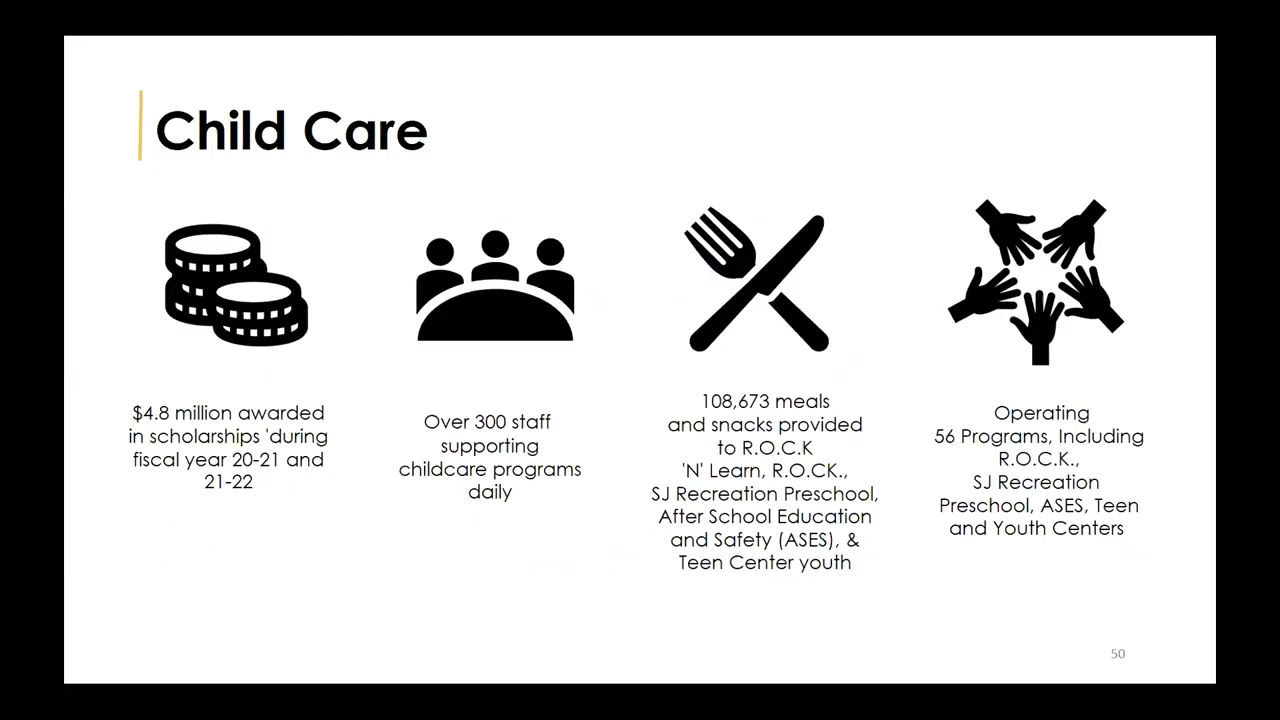 Child Care
$4.8 million awarded
in scholarships 'during
fiscal year 20-21 and
21-22
Over 300 staff
supporting
childcare programs
daily
108,673 meals
and snacks provided
to R.O.C.K
'N' Learn, R.O.CK.,
SJ Recreation Preschool,
After School Education
and Safety (ASES), &
Teen Center youth
Operating
56 Programs, Including
R.O.C.K.,
SJ Recreation
Preschool, ASES, Teen
and Youth Centers
50